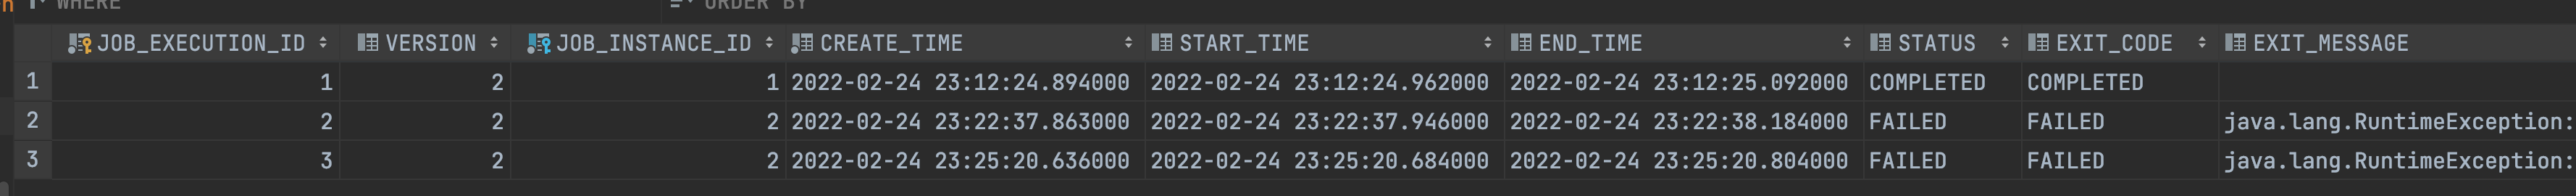 WHERE ORDER BY
JOB_EXECUTION_ID VERSION JOB_INSTANCE_ID CREATE_TIME START_TIME END_TIME STATUS EXIT_CODE EXIT_MESSAGE
1 1 2 1 2022-02-24 23:12:24.894000 2022-02-24 23:12:24.962000 2022-02-24 23:12:25.092000 COMPLETED COMPLETED
2 2 2 2 2022-02-24 23:22:37.863000 2022-02-24 23:22:37.946000 2022-02-24 23:22:38.184000 FAILED FAILED java.lang.RuntimeException:
3 3 2 2 2022-02-24 23:25:20.636000 2022-02-24 23:25:20.684000 2022-02-24 23:25:20.804000 FAILED FAILED java.lang.RuntimeException: